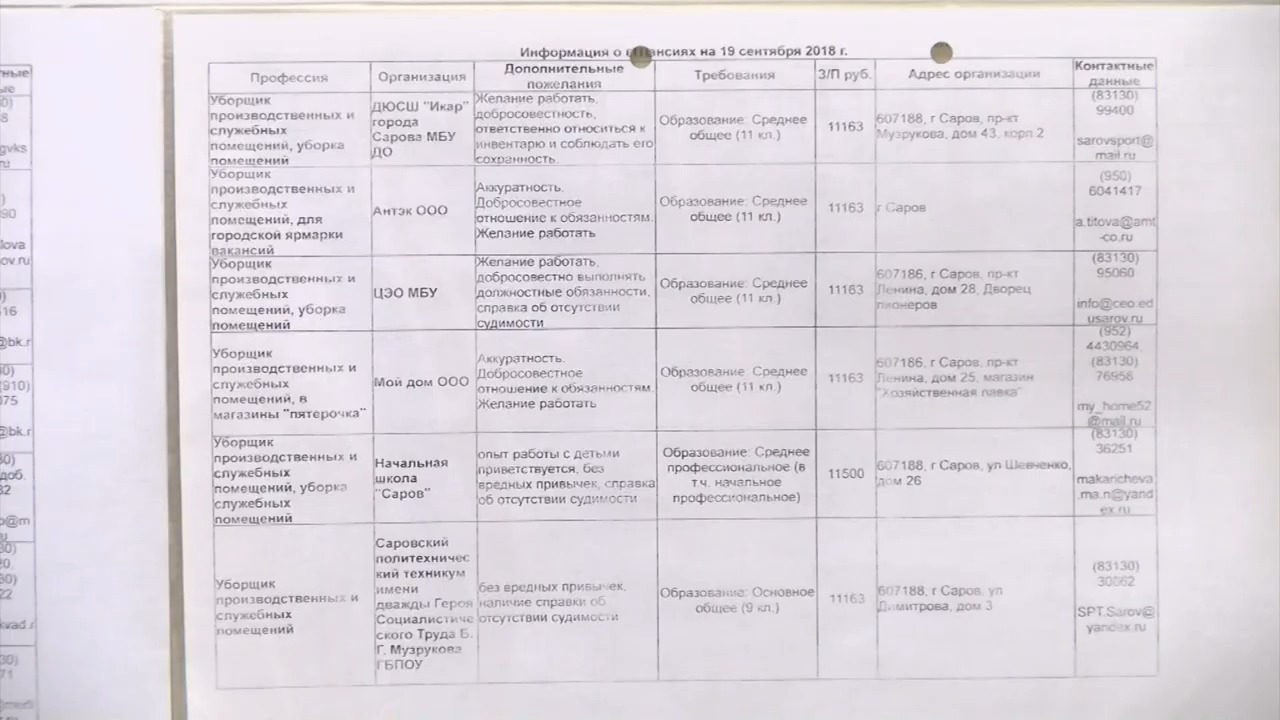 Информация о вакансиях на 19 сентября 2018 г.
Профессия
Организация
Дополнительные
пожелания
Требования
З/П руб.
Адрес организации
Контактные
данные
Уборщик
производственных и
служебных
помещений, уборка
помещений
ДЮСШ "Икар"
города
Сарова МБУ
ДО
Желание работать,
добросовестность,
ответственно относиться к
инвентарю и соблюдать его
сохранность.
Образование: Среднее
общее (11 кл.)
11163
607188, г Саров, пр-кт
Музрукова, дом 43, корп 2
(83130)
99400
sarovsport@
mail.ru
Уборщик
производственных и
служебных
помещений, для
городской ярмарки
вакансий
Антэк ООО
Аккуратность.
Добросовестное
отношение к обязанностям.
Желание работать
Образование: Среднее
общее (11 кл.)
11163
г Саров
(950)
6041417
a.titova@amt
-co.ru
Уборщик
производственных и
служебных
помещений, уборка
помещений
ЦЭО МБУ
Желание работать,
добросовестно выполнять
должностные обязанности,
справка об отсутствии
судимости
Образование: Среднее
общее (11 кл.)
11163
607186, г Саров, пр-кт
Ленина, дом 28, Дворец
пионеров
(83130)
95060
info@ceo.ed
usarov.ru
Уборщик
производственных и
служебных
помещений, в
магазины "пятерочка"
Мой дом ООО
Аккуратность.
Добросовестное
отношение к обязанностям.
Желание работать
Образование: Среднее
общее (11 кл.)
11163
607186, г Саров, пр-кт
Ленина, дом 25, магазин
"Хозяйственная лавка"
(952)
4430964,
(83130)
76956
my_home52
@mail.ru
Уборщик
производственных и
служебных
помещений, уборка
служебных
помещений
Начальная
школа
"Саров"
опыт работы с детьми
приветствуется, без
вредных привычек, справка
об отсутствии судимости
Образование: Среднее
профессиональное (в
т.ч. начальное
профессиональное)
11500
607188, г Саров, ул Шевченко,
дом 26
(83130)
36251
makaricheva
.ma.n@yand
ex.ru
Уборщик
производственных и
служебных
помещений
Саровский
политехничес
кий техникум
имени
дважды Героя
Социалистиче
ского Труда Б.
Г. Музрукова
ГБПОУ
без вредных привычек,
наличие справки об
отсутствии судимости
Образование: Основное
общее (9 кл.)
11163
607188, г Саров, ул
Димитрова, дом 3
(83130)
30062
SPT.Sarov@
yandex.ru